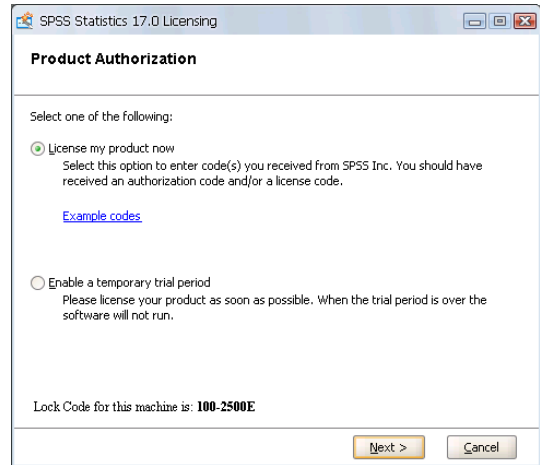 SPSS Statistics 17.0 Licensing
Product Authorization
Select one of the following:
License my product now
Select this option to enter code(s) you received from SPSS Inc. You should have
received an authorization code and/or a license code.
Example codes
Enable a temporary trial period
Please license your product as soon as possible. When the trial period is over the
software will not run.
Lock Code for this machine is: 100-2500E
Next > Cancel